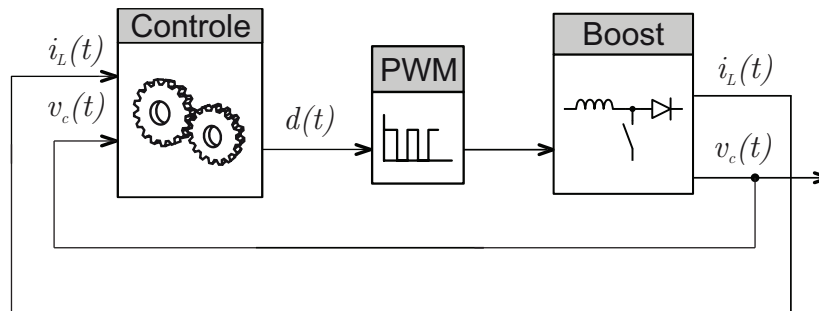 Controle
i_L(t)
v_c(t)
d(t)
PWM
Boost
i_L(t)
v_c(t)